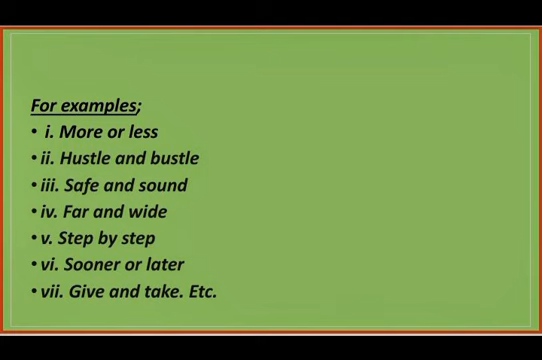 For examples;
• i. More or less
• ii. Hustle and bustle
• iii. Safe and sound
• iv. Far and wide
• v. Step by step
• vi. Sooner or later
• vii. Give and take. Etc.